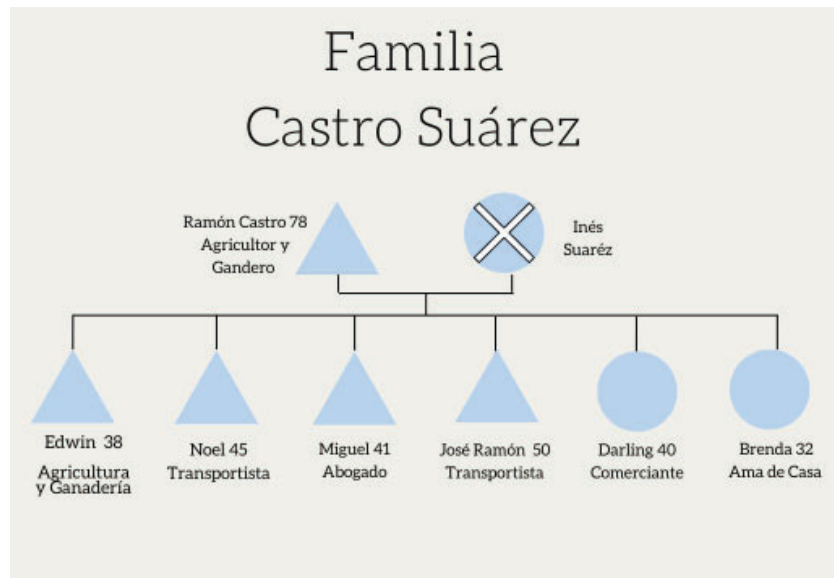 Familia
Castro Suárez
Ramón Castro 78
Agricultor y
Gandero
Inés
Suaréz
Edwin 38
Agricultura
y Ganadería
Noel 45
Transportista
Miguel 41
Abogado
José Ramón 50
Transportista
Darling 40
Comerciante
Brenda 32
Ama de Casa